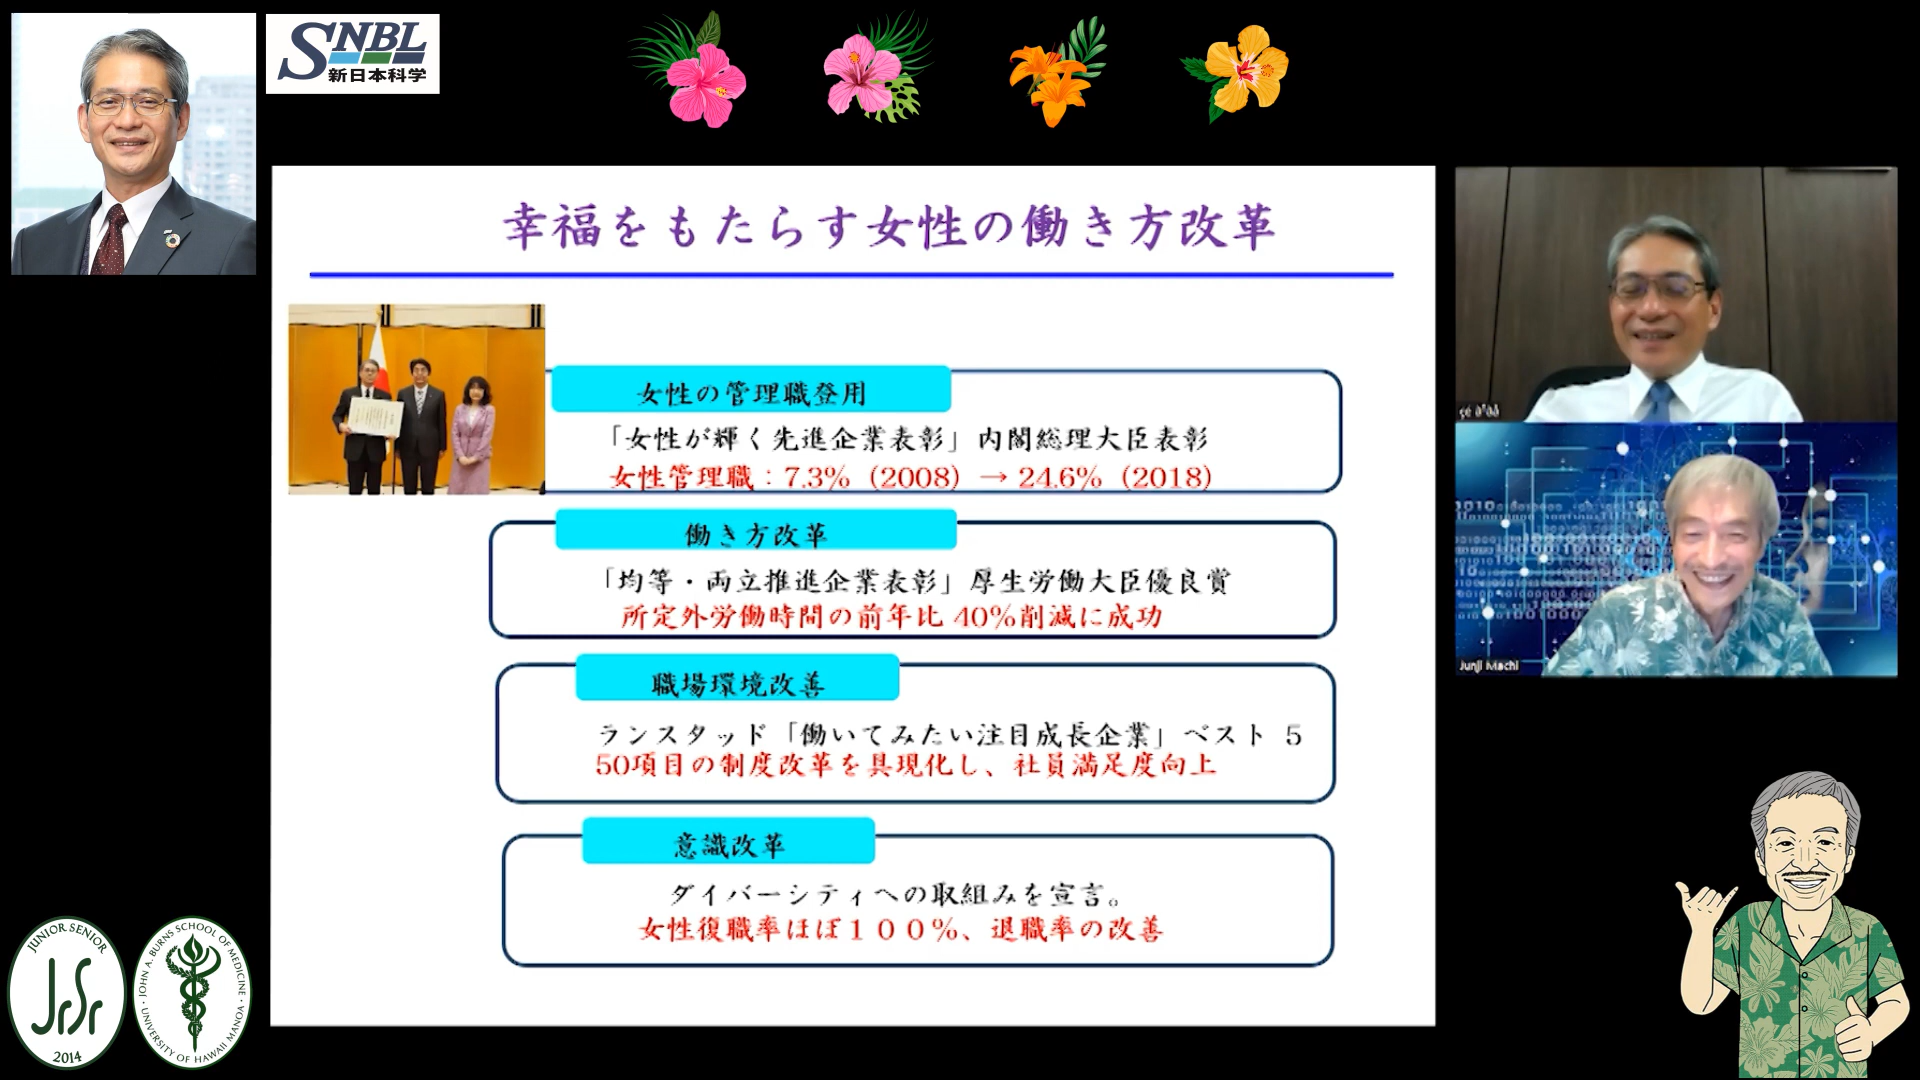 SNBL
新日本科学
幸福をもたらす女性の働き方改革
女性の管理職登用
「女性が輝く先進企業表彰」内閣総理大臣表彰
女性管理職：7.3%（2008）→ 24.6%（2018）
働き方改革
「均等・両立推進企業表彰」厚生労働大臣優良賞
所定外労働時間の前年比 40%削減に成功
職場環境改善
ランスタッド「働いてみたい注目成長企業」ベスト 5
50項目の制度改革を具現化し、社員満足度向上
意識改革
ダイバーシティへの取組みを宣言。
女性復職率ほぼ１００%、退職率の改善
Junji Machi
JUNIOR SENIOR
JrSr
2014
JOHN A. BURNS SCHOOL OF MEDICINE
UNIVERSITY OF HAWAII MANOA